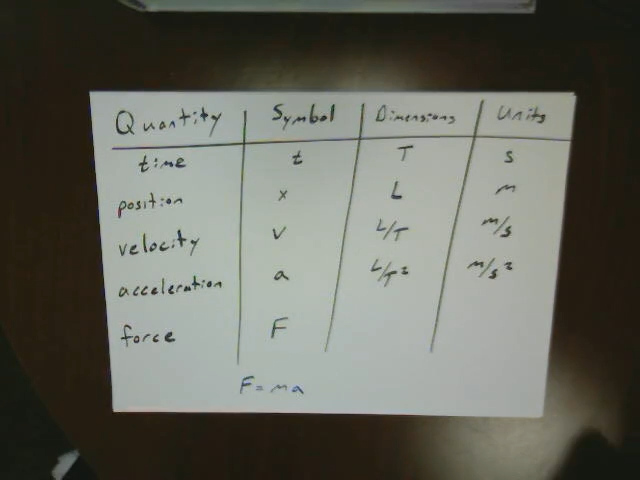 Quantity Symbol Dimensions Units
time t T s
position x L m
velocity v L/T m/s
acceleration a L/T² m/s²
force F
F = ma